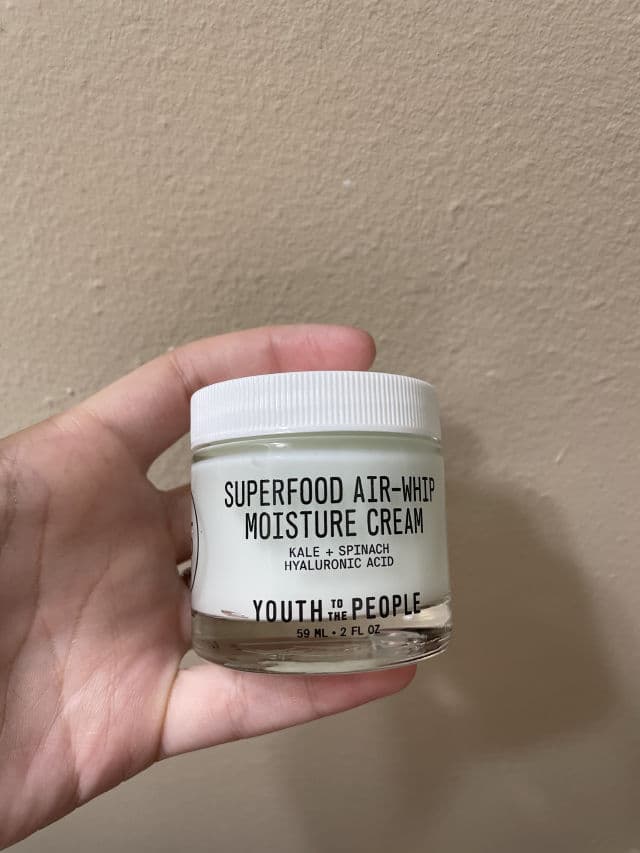 SUPERFOOD AIR-WHIP
MOISTURE CREAM
KALE + SPINACH
HYALURONIC ACID
YOUTH TO THE PEOPLE
59 ML • 2 FL OZ